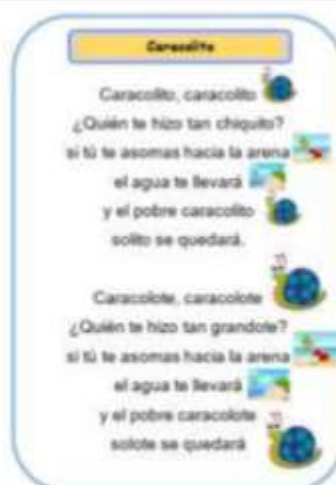 Caracolito
Caracolito, caracolito
¿Quién te hizo tan chiquito?
si tú te asomas hacia la arena
el agua te llevará
y el pobre caracolito
solito se quedará.
Caracolote, caracolote
¿Quién te hizo tan grandote?
si tú te asomas hacia la arena
el agua te llevará
y el pobre caracolote
solote se quedará